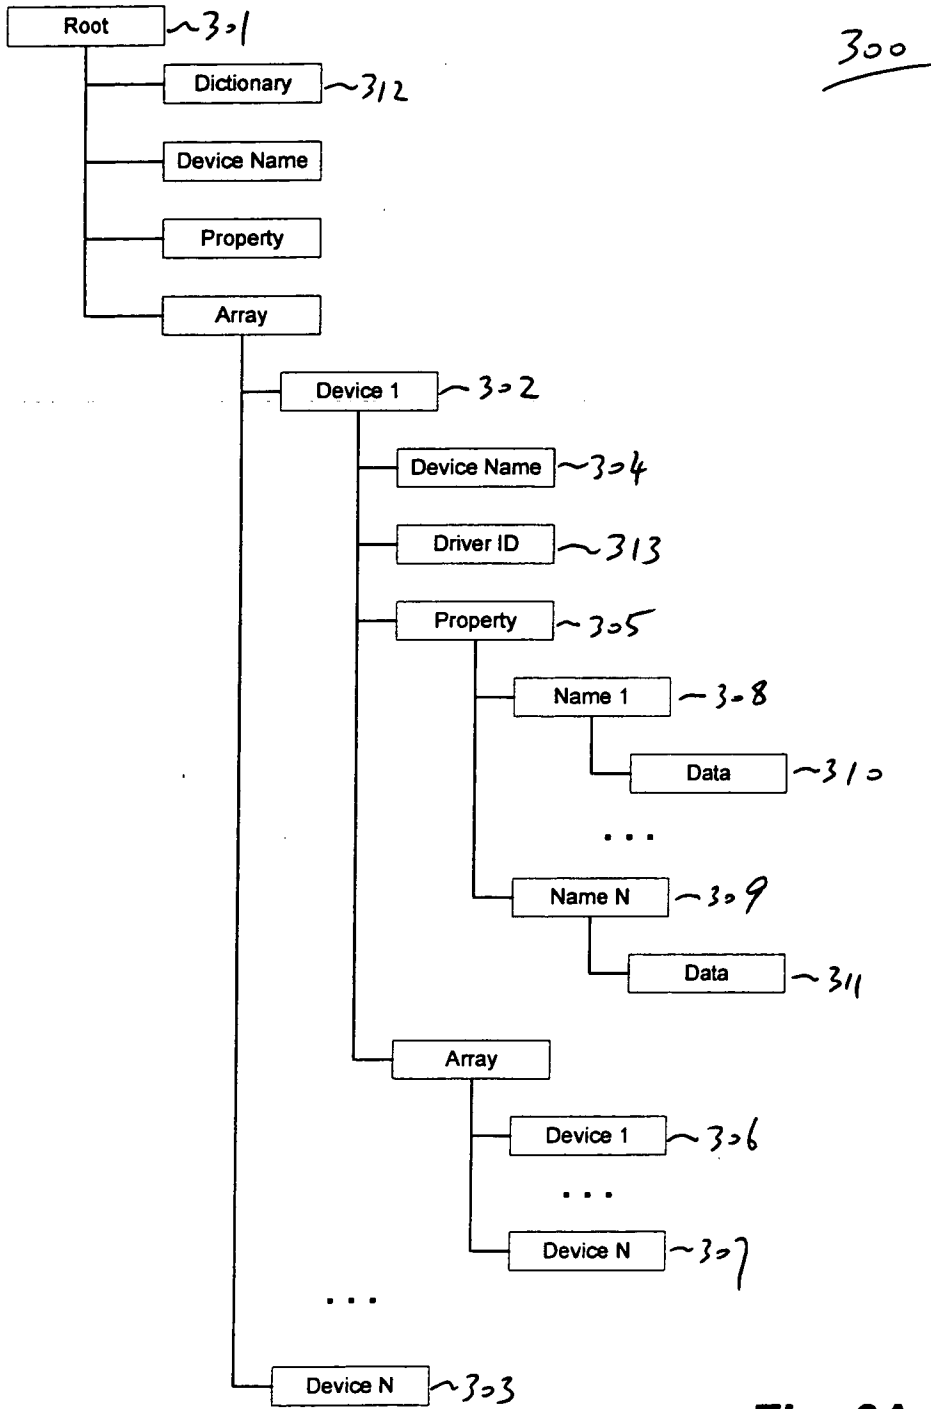 Root ~301
300
Dictionary ~312
Device Name
Property
Array
Device 1 ~302
Device Name ~304
Driver ID ~313
Property ~305
Name 1 ~308
Data ~310
...
Name N ~309
Data ~311
Array
Device 1 ~306
...
Device N ~307
...
Device N ~303